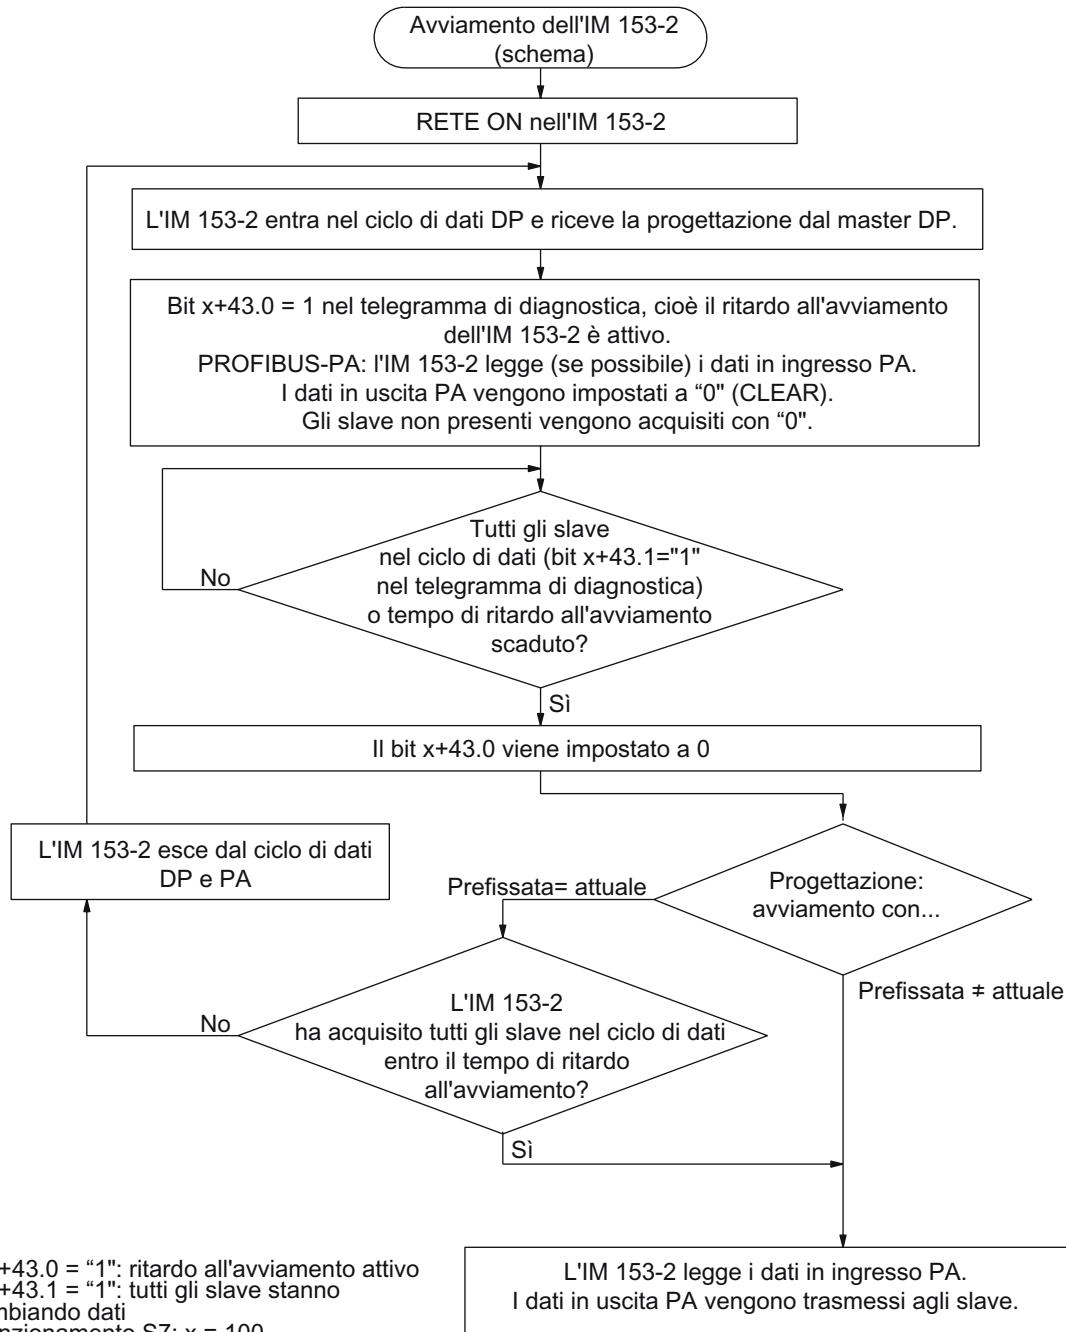 Avviamento dell'IM 153-2
(schema)
RETE ON nell'IM 153-2
L'IM 153-2 entra nel ciclo di dati DP e riceve la progettazione dal master DP.
Bit x+43.0 = 1 nel telegramma di diagnostica, cioè il ritardo all'avviamento
dell'IM 153-2 è attivo.
PROFIBUS-PA: l'IM 153-2 legge (se possibile) i dati in ingresso PA.
I dati in uscita PA vengono impostati a “0" (CLEAR).
Gli slave non presenti vengono acquisiti con “0".
Tutti gli slave
nel ciclo di dati (bit x+43.1="1"
nel telegramma di diagnostica)
o tempo di ritardo all'avviamento
scaduto?
No
Sì
Il bit x+43.0 viene impostato a 0
L'IM 153-2 esce dal ciclo di dati
DP e PA
Progettazione:
avviamento con...
Prefissata= attuale
Prefissata ≠ attuale
L'IM 153-2
ha acquisito tutti gli slave nel ciclo di dati
entro il tempo di ritardo
all'avviamento?
No
Sì
+43.0 = “1": ritardo all'avviamento attivo
+43.1 = “1": tutti gli slave stanno
mbiando dati
nzionamento S7: x = 100
L'IM 153-2 legge i dati in ingresso PA.
I dati in uscita PA vengono trasmessi agli slave.